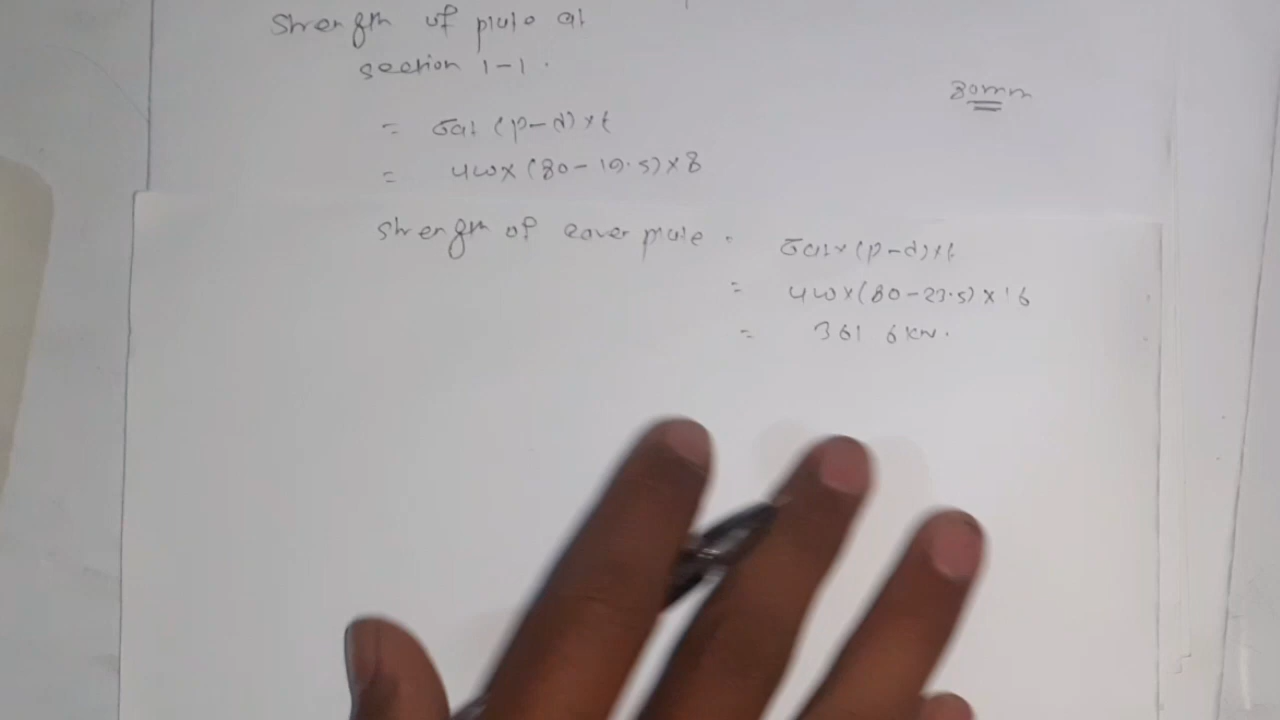 Strength of plate at
section 1-1.
80mm
= σat (p-d)×t
= 400× (80-19.5)×8
Strength of cover plate = σat×(p-d)×t
= 400×(80-23.5)×16
= 361 6KN.